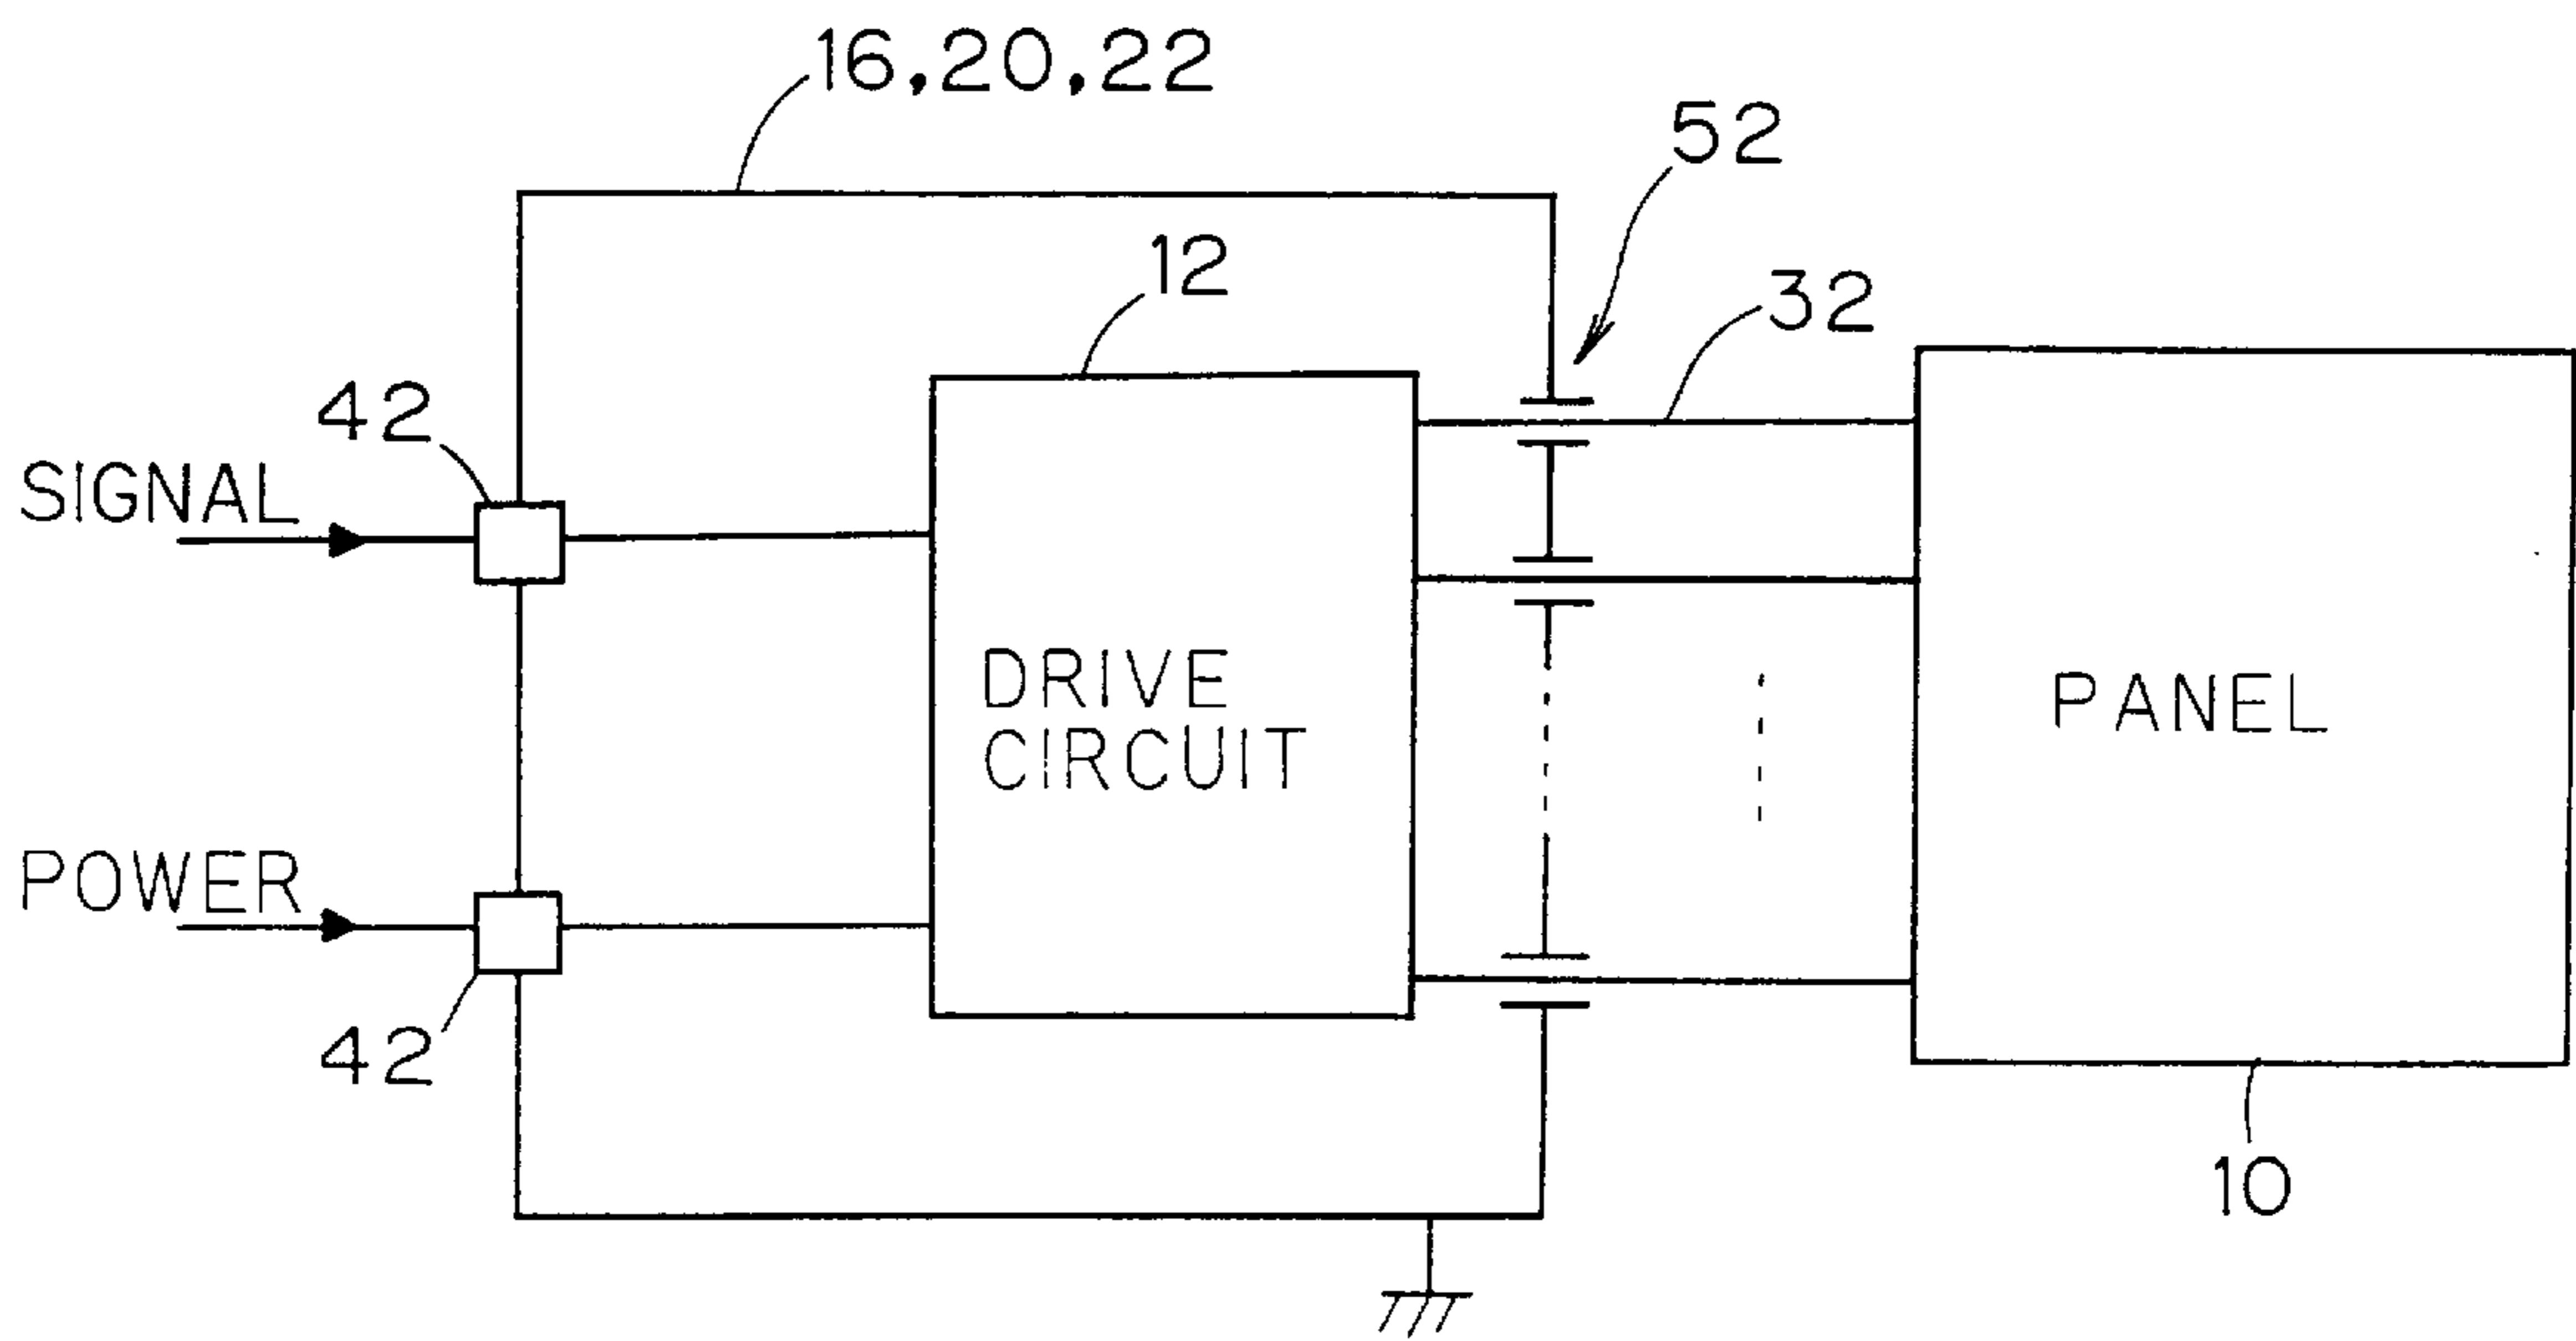 16,20,22
52
12
32
42
SIGNAL
DRIVE
CIRCUIT
PANEL
POWER
42
10